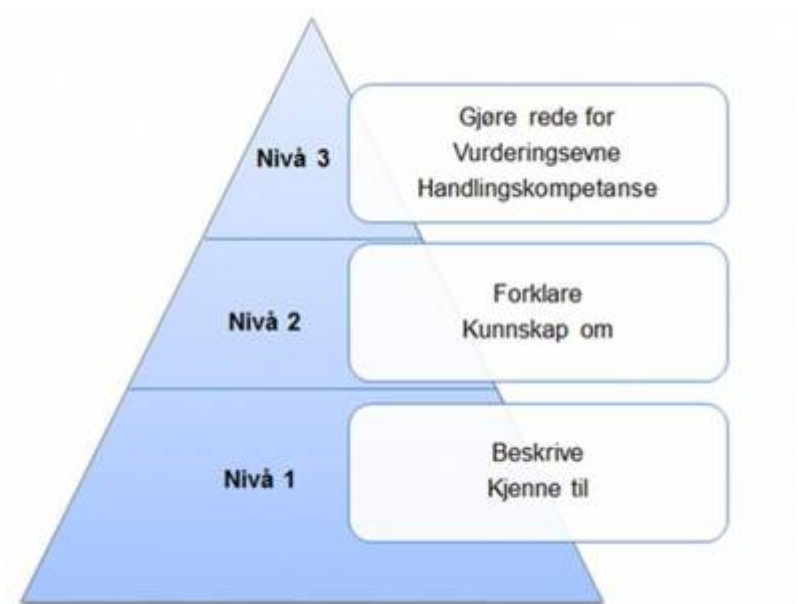 Nivå 3
Gjøre rede for
Vurderingsevne
Handlingskompetanse
Nivå 2
Forklare
Kunnskap om
Nivå 1
Beskrive
Kjenne til